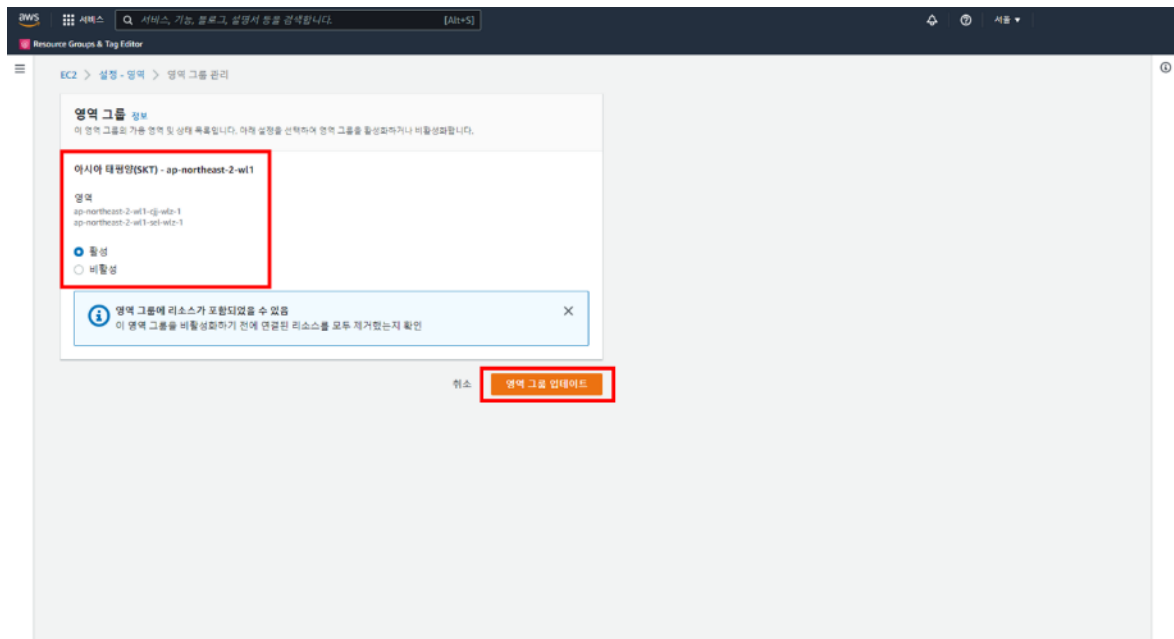 aws
서비스
서비스, 기능, 블로그, 설명서 등을 검색합니다.
[Alt+S]
서울 ▼
Resource Groups & Tag Editor
EC2 > 설정 - 영역 > 영역 그룹 관리
영역 그룹 정보
이 영역 그룹의 가용 영역 및 상태 목록입니다. 아래 설정을 선택하여 영역 그룹을 활성화하거나 비활성화합니다.
아시아 태평양(SKT) - ap-northeast-2-wl1
영역
ap-northeast-2-wl1-cjj-wlz-1
ap-northeast-2-wl1-sel-wlz-1
활성
비활성
영역 그룹에 리소스가 포함되었을 수 있음
이 영역 그룹을 비활성화하기 전에 연결된 리소스를 모두 제거했는지 확인
취소
영역 그룹 업데이트